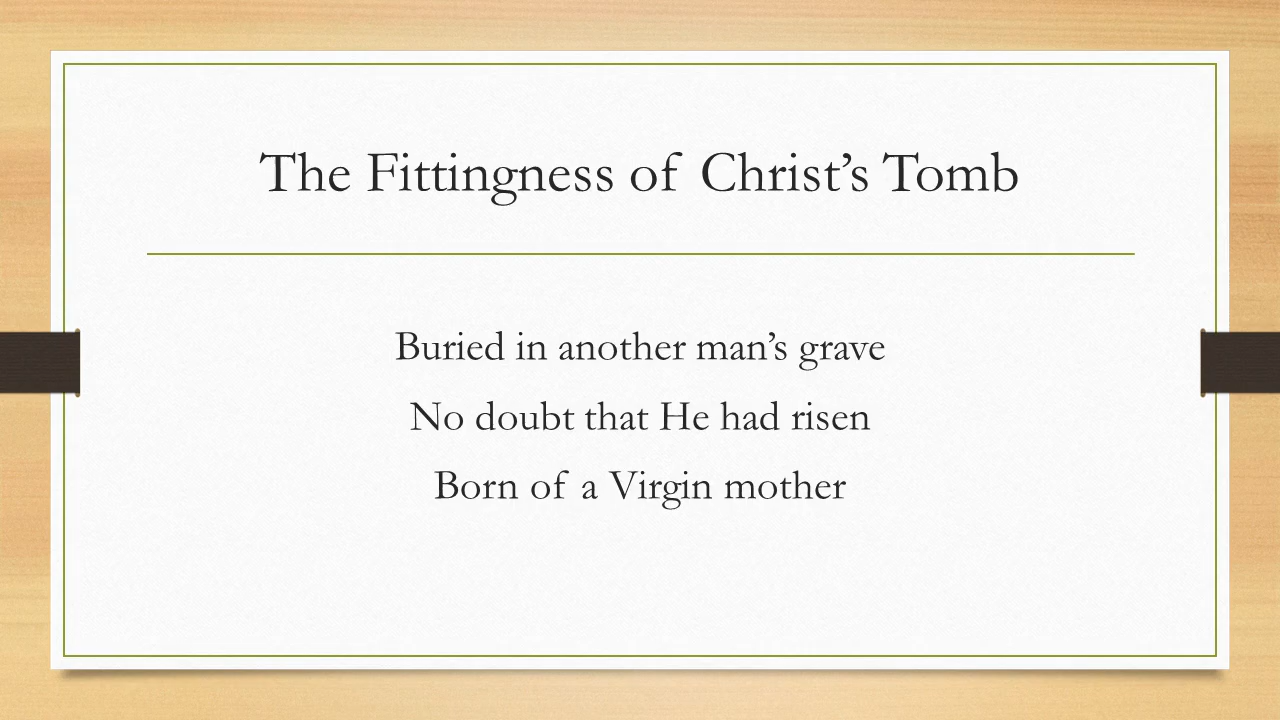 The Fittingness of Christ’s Tomb
Buried in another man’s grave
No doubt that He had risen
Born of a Virgin mother